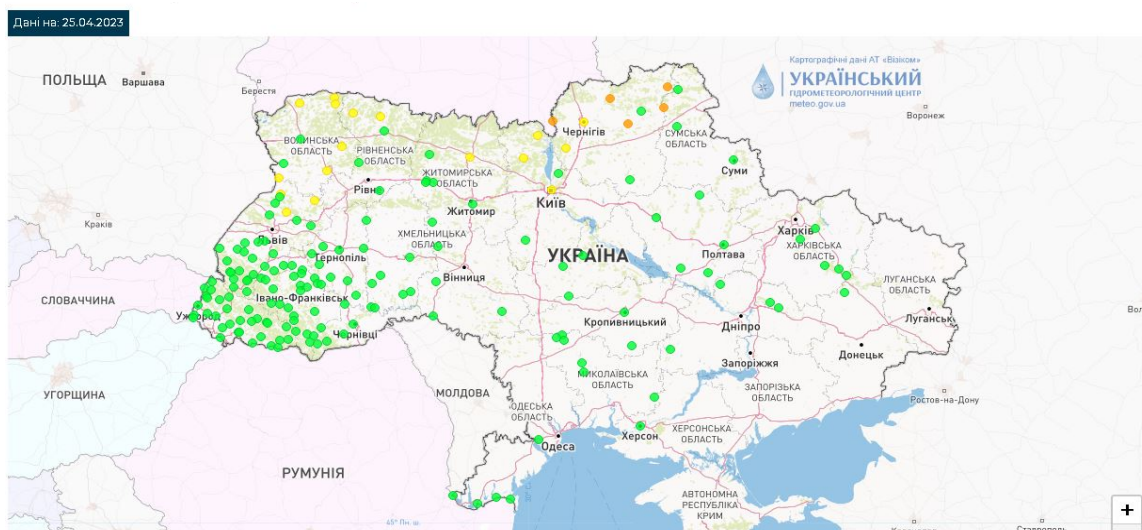 Дані на: 25.04.2023
Картографічні дані АТ «Візіком»
УКРАЇНСЬКИЙ
ГІДРОМЕТЕОРОЛОГІЧНИЙ ЦЕНТР
meteo.gov.ua
ПОЛЬЩА
Варшава
Берестя
Воронеж
Чернігів
ВОЛИНСЬКА
ОБЛАСТЬ
РІВНЕНСЬКА
ОБЛАСТЬ
СУМСЬКА
ОБЛАСТЬ
ЖИТОМИРСЬКА
ОБЛАСТЬ
Суми
Рівн
Київ
Житомир
Краків
Львів
ХМЕЛЬНИЦЬКА
ОБЛАСТЬ
Харків
ХАРКІВСЬКА
ОБЛАСТЬ
Тернопіль
УКРАЇНА
Полтава
Вінниця
ЛУГАНСЬКА
ОБЛАСТЬ
СЛОВАЧЧИНА
Івано-Франківськ
Ужгород
Луганськ
Кропивницький
Дніпро
Чернівці
Донецьк
Запоріжжя
МИКОЛАЇВСЬКА
ОБЛАСТЬ
ЗАПОРІЗЬКА
ОБЛАСТЬ
УГОРЩИНА
МОЛДОВА
Ростов-на-Дону
ОДЕСЬКА
ОБЛАСТЬ
Херсон
ХЕРСОНСЬКА
ОБЛАСТЬ
Одеса
РУМУНІЯ
АВТОНОМНА
РЕСПУБЛІКА
КРИМ
45° Пн. ш.
+